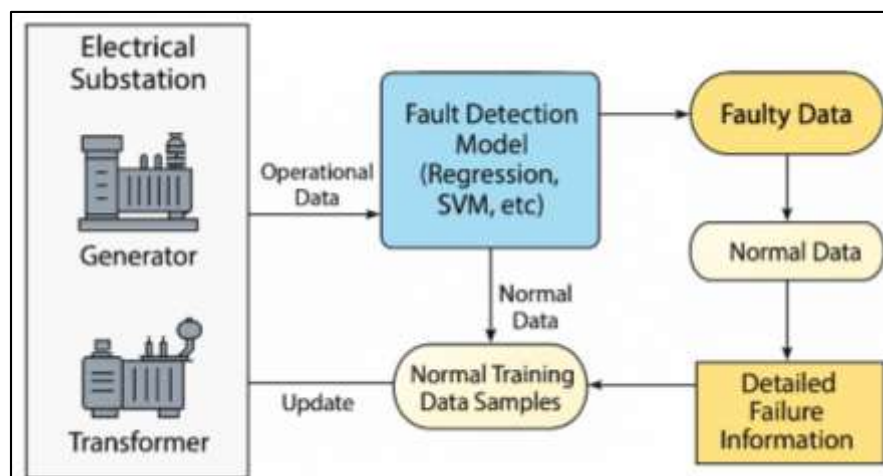 Electrical
Substation
Generator
Transformer
Operational
Data
Fault Detection
Model
(Regression,
SVM, etc)
Normal
Data
Normal Training
Data Samples
Update
Faulty Data
Normal Data
Detailed
Failure
Information